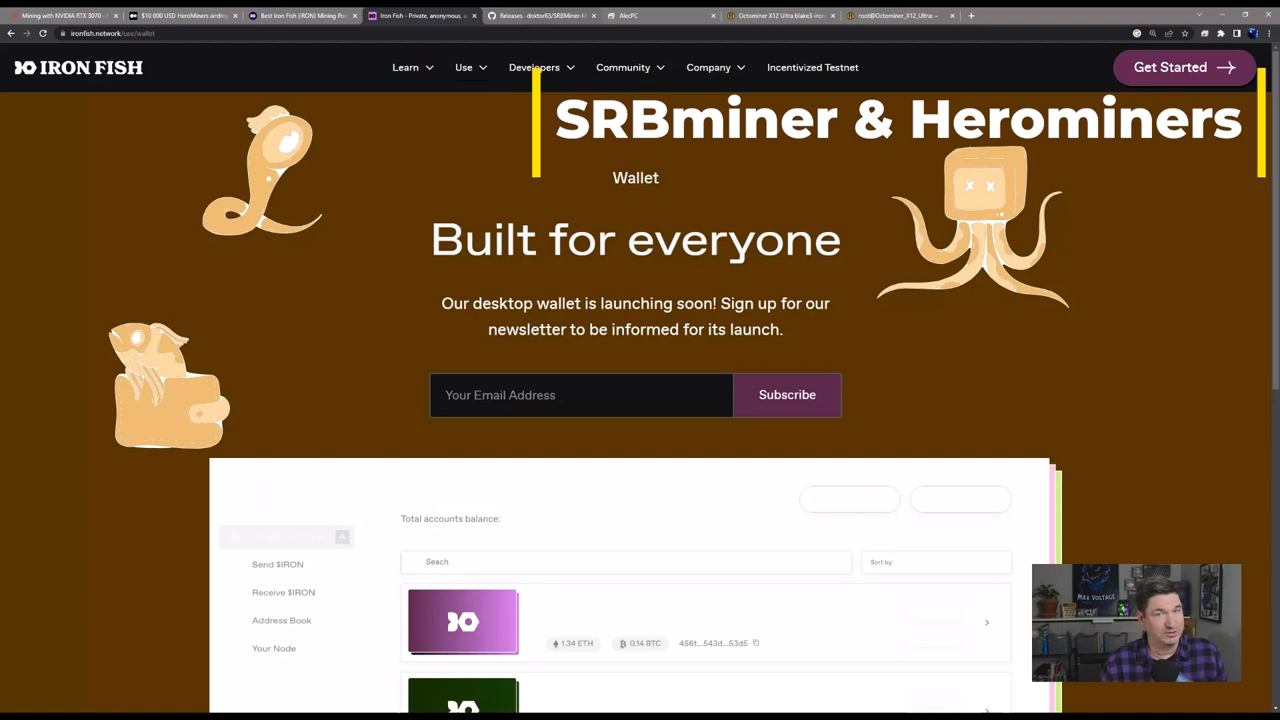 Mining with NVIDIA RTX 3070
$10 000 USD HeroMiners airdrop
Best Iron Fish (IRON) Mining Po
Iron Fish - Private, anonymous, a
Releases · doktor83/SRBMiner-M
AlecPC
Octominer X12 Ultra blake3-iron
root@Octominer_X12_Ultra: ~
ironfish.network/use/wallet
IRON FISH
Learn
Use
Developers
Community
Company
Incentivized Testnet
Get Started
SRBminer & Herominers
Wallet
Built for everyone
Our desktop wallet is launching soon! Sign up for our
newsletter to be informed for its launch.
Your Email Address
Subscribe
Total accounts balance:
A
Seach
Sort by:
Send $IRON
Receive $IRON
Address Book
Your Node
1.34 ETH
0.14 BTC
456t...543d...53d5
MAX VOLTAGE